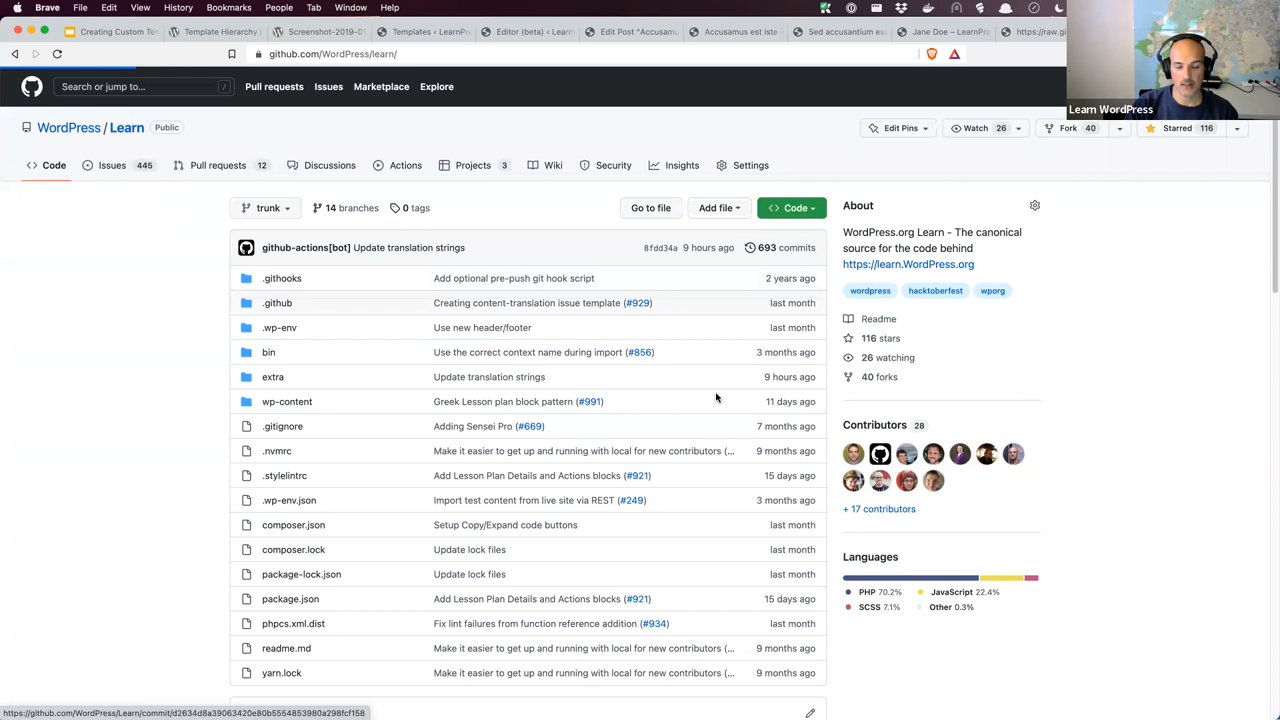 Brave File Edit View History Bookmarks People Tab Window Help
Creating Custom Ten
Template Hierarchy |
Screenshot-2019-01
Templates ‹ LearnPr
Editor (beta) ‹ Learn
Edit Post "Accusam
Accusamus est iste
Sed accusantium ex
Jane Doe – LearnPre
https://raw.gi
github.com/WordPress/learn/
Learn WordPress
Search or jump to... /
Pull requests Issues Marketplace Explore
WordPress / Learn Public
Edit Pins Watch 26 Fork 40 Starred 116
Code Issues 445 Pull requests 12 Discussions Actions Projects 3 Wiki Security Insights Settings
trunk 14 branches 0 tags Go to file Add file Code
github-actions[bot] Update translation strings 8fdd34a 9 hours ago 693 commits
.githooks Add optional pre-push git hook script 2 years ago
.github Creating content-translation issue template (#929) last month
.wp-env Use new header/footer last month
bin Use the correct context name during import (#856) 3 months ago
extra Update translation strings 9 hours ago
wp-content Greek Lesson plan block pattern (#991) 11 days ago
.gitignore Adding Sensei Pro (#669) 7 months ago
.nvmrc Make it easier to get up and running with local for new contributors (... 9 months ago
.stylelintrc Add Lesson Plan Details and Actions blocks (#921) 15 days ago
.wp-env.json Import test content from live site via REST (#249) 3 months ago
composer.json Setup Copy/Expand code buttons last month
composer.lock Update lock files last month
package-lock.json Update lock files last month
package.json Add Lesson Plan Details and Actions blocks (#921) 15 days ago
phpcs.xml.dist Fix lint failures from function reference addition (#934) last month
readme.md Make it easier to get up and running with local for new contributors (... 9 months ago
yarn.lock Make it easier to get up and running with local for new contributors (... 9 months ago
About
WordPress.org Learn - The canonical
source for the code behind
https://learn.WordPress.org
wordpress hacktoberfest wporg
Readme
116 stars
26 watching
40 forks
Contributors 28
+ 17 contributors
Languages
PHP 70.2% JavaScript 22.4%
SCSS 7.1% Other 0.3%
https://github.com/WordPress/Learn/commit/d2634d8a39063420e80b5554853980a298fcf158